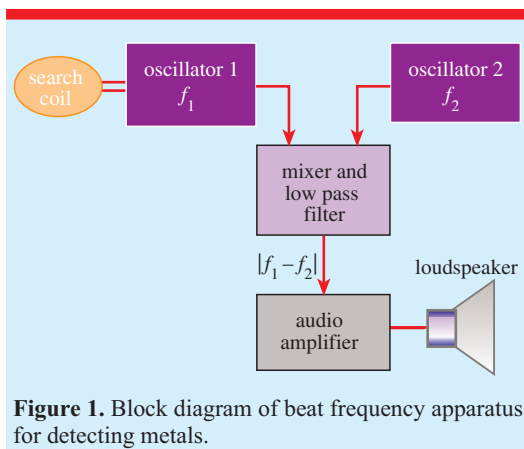 search
coil
oscillator 1
f₁
oscillator 2
f₂
mixer and
low pass
filter
|f₁ – f₂|
loudspeaker
audio
amplifier
Figure 1. Block diagram of beat frequency apparatus
for detecting metals.